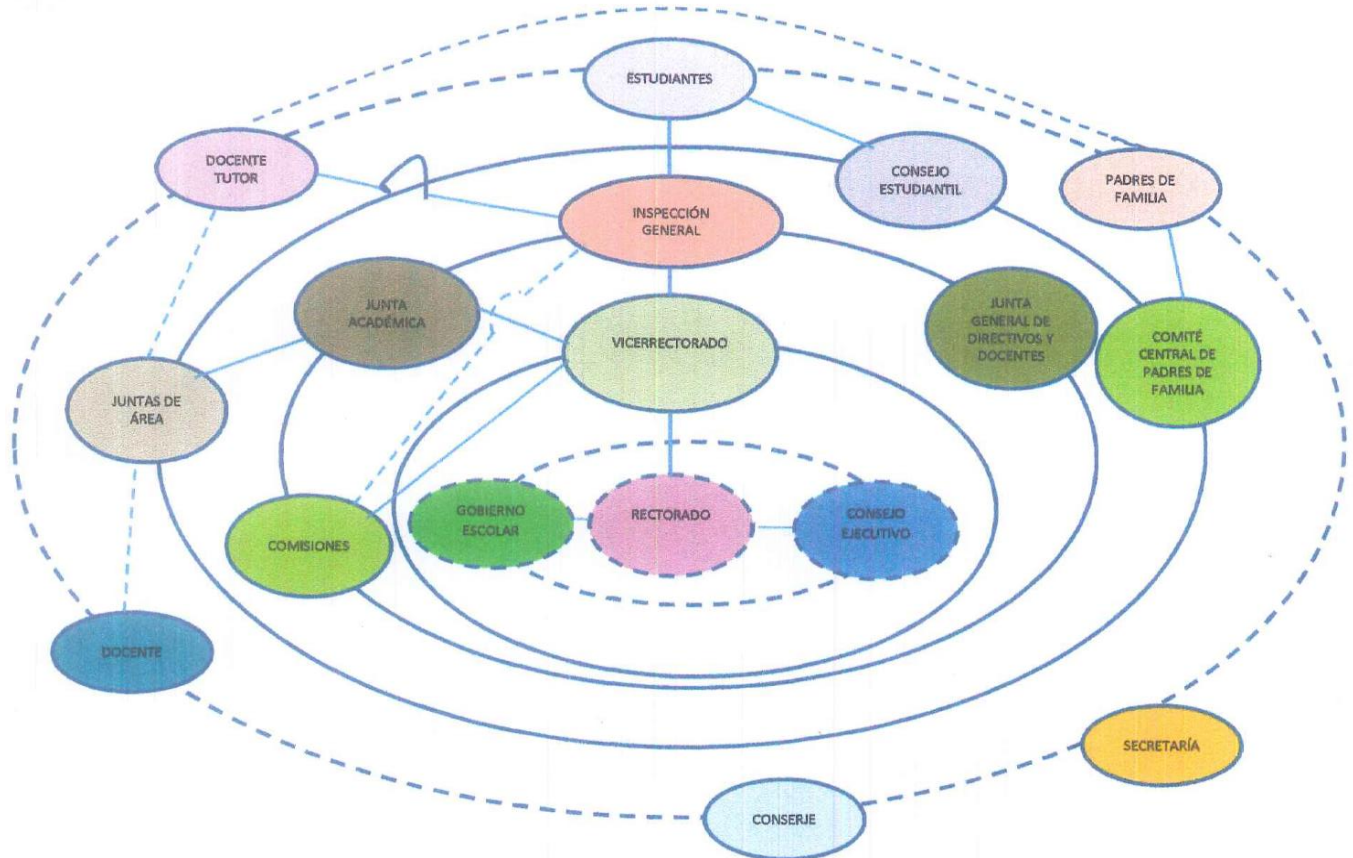 ESTUDIANTES
DOCENTE
TUTOR
CONSEJO
ESTUDIANTIL
PADRES DE
FAMILIA
INSPECCIÓN
GENERAL
JUNTA
ACADÉMICA
VICERRECTORADO
JUNTA
GENERAL DE
DIRECTIVOS Y
DOCENTES
COMITÉ
CENTRAL DE
PADRES DE
FAMILIA
JUNTAS DE
ÁREA
GOBIERNO
ESCOLAR
RECTORADO
CONSEJO
EJECUTIVO
COMISIONES
DOCENTE
SECRETARÍA
CONSERJE